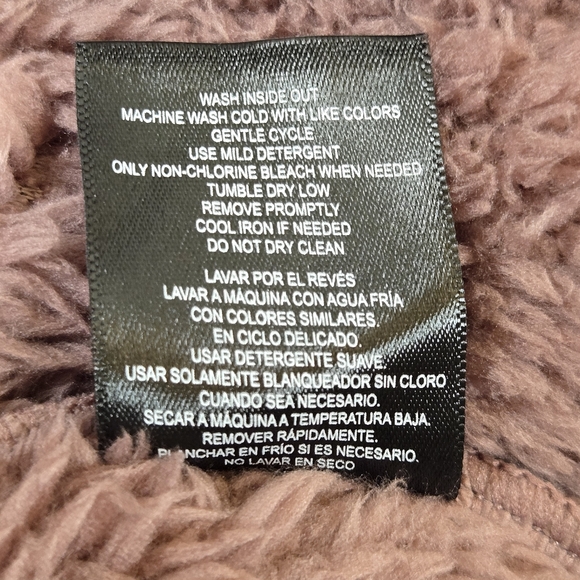 WASH INSIDE OUT
MACHINE WASH COLD WITH LIKE COLORS
GENTLE CYCLE
USE MILD DETERGENT
ONLY NON-CHLORINE BLEACH WHEN NEEDED
TUMBLE DRY LOW
REMOVE PROMPTLY
COOL IRON IF NEEDED
DO NOT DRY CLEAN
LAVAR POR EL REVÉS
LAVAR A MÁQUINA CON AGUA FRÍA
CON COLORES SIMILARES.
EN CICLO DELICADO.
USAR DETERGENTE SUAVE
USAR SOLAMENTE BLANQUEADOR SIN CLORO
CUANDO SEA NECESARIO.
SECAR A MÁQUINA A TEMPERATURA BAJA.
REMOVER RÁPIDAMENTE.
PLANCHAR EN FRÍO SI ES NECESARIO.
NO LAVAR EN SECO